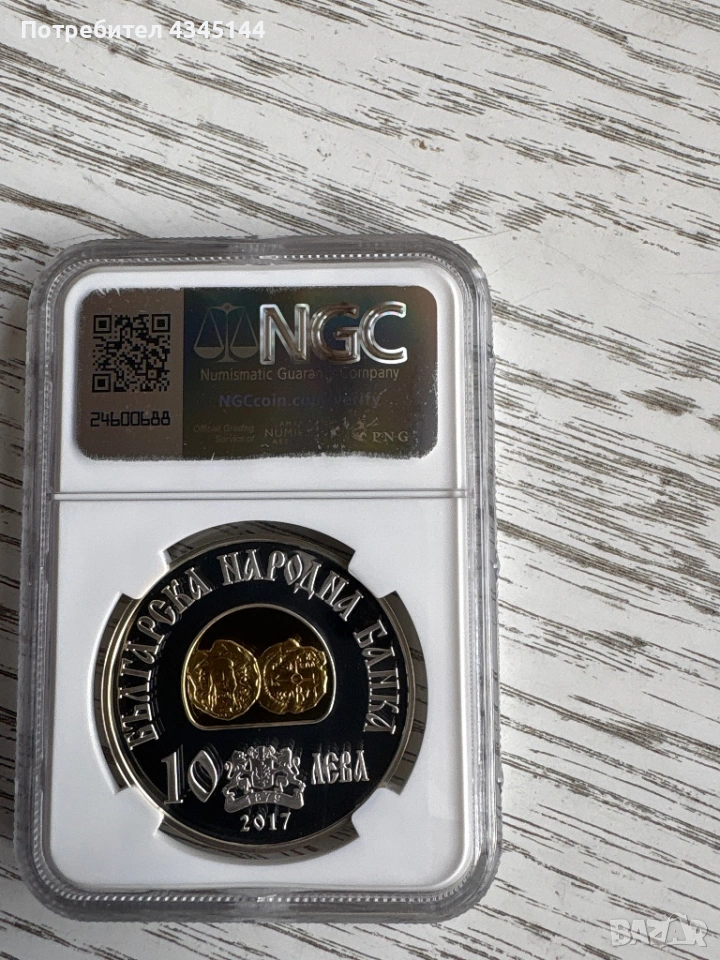 Потребител 4345144
NGC
Numismatic Guaranty Company
NGCcoin.com/verify
24600688
Official Grading
Service of
PNG
БЪЛГАРСКА НАРОДНА БАНКА
10 ЛЕВА
2017
BAZAR